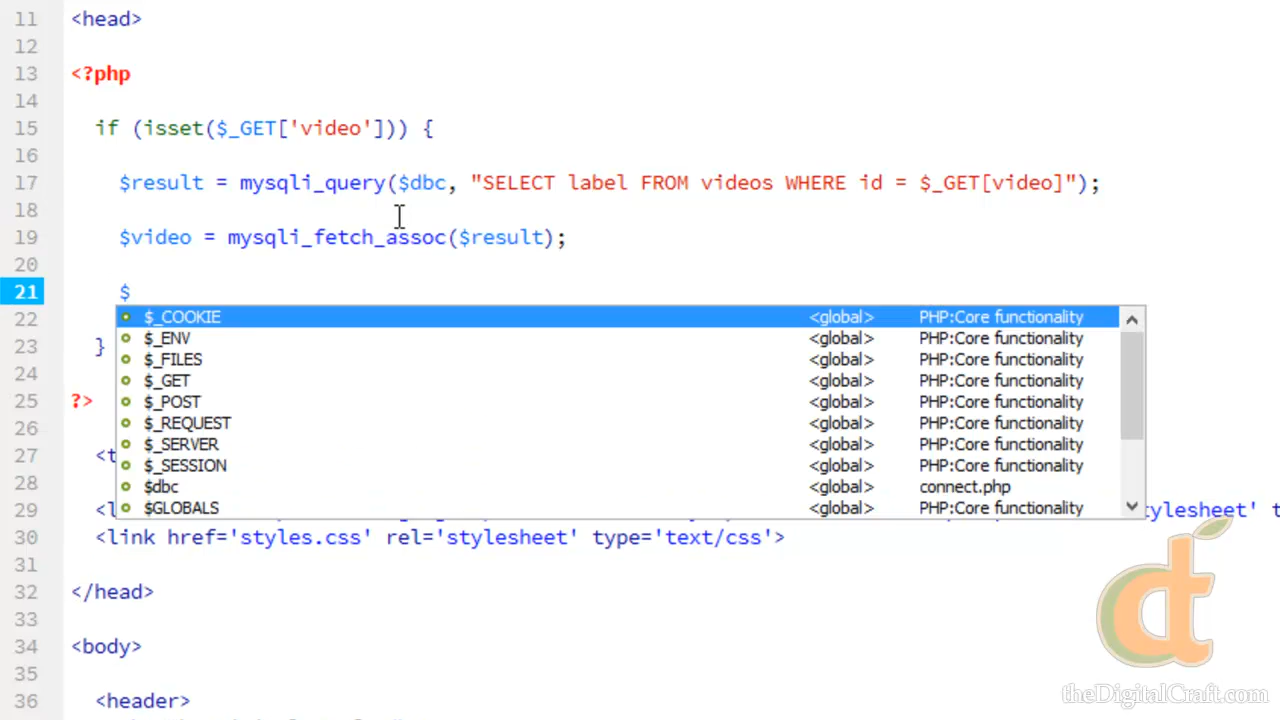 11 <head>
12
13 <?php
14
15 if (isset($_GET['video'])) {
16
17 $result = mysqli_query($dbc, "SELECT label FROM videos WHERE id = $_GET[video]");
18
19 $video = mysqli_fetch_assoc($result);
20
21 $
$_COOKIE <global> PHP:Core functionality
22 $_ENV <global> PHP:Core functionality
23 } $_FILES <global> PHP:Core functionality
24 $_GET <global> PHP:Core functionality
25 ?> $_POST <global> PHP:Core functionality
26 $_REQUEST <global> PHP:Core functionality
27 <t $_SERVER <global> PHP:Core functionality
28 $_SESSION <global> PHP:Core functionality
$dbc <global> connect.php
29 <l $GLOBALS <global> PHP:Core functionality ylesheet' t
30 <link href='styles.css' rel='stylesheet' type='text/css'>
31
32 </head>
33
34 <body>
35
36 <header>
theDigitalCraft.com